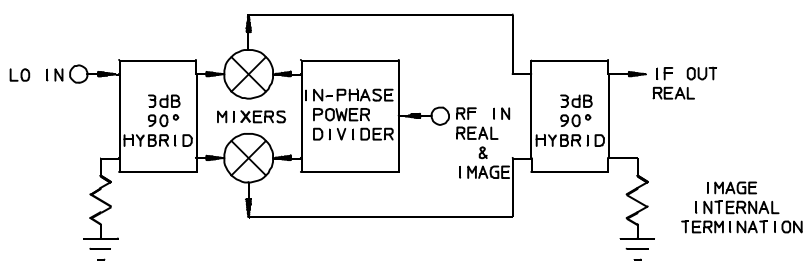 LO IN
3dB
90°
HYBRID
MIXERS
IN-PHASE
POWER
DIVIDER
RF IN
REAL
&
IMAGE
3dB
90°
HYBRID
IF OUT
REAL
IMAGE
INTERNAL
TERMINATION